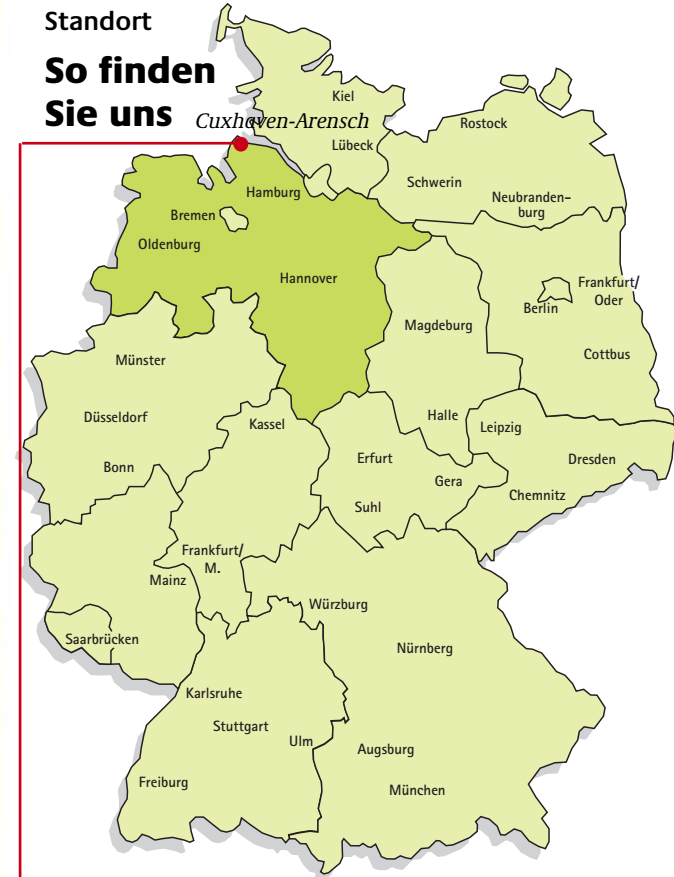 Standort
So finden
Sie uns
Cuxhaven-Arensch
Kiel
Rostock
Lübeck
Schwerin
Hamburg
Neubranden-
burg
Bremen
Oldenburg
Hannover
Frankfurt/
Oder
Berlin
Magdeburg
Cottbus
Münster
Düsseldorf
Kassel
Halle
Leipzig
Bonn
Erfurt
Dresden
Gera
Chemnitz
Suhl
Frankfurt/
M.
Mainz
Würzburg
Saarbrücken
Nürnberg
Karlsruhe
Stuttgart
Ulm
Augsburg
Freiburg
München